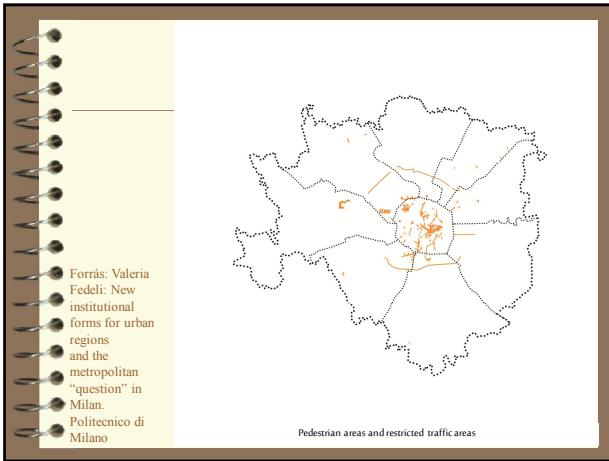 Forrás: Valeria
Fedeli: New
institutional
forms for urban
regions
and the
metropolitan
“question” in
Milan.
Politecnico di
Milano
Pedestrian areas and restricted traffic areas